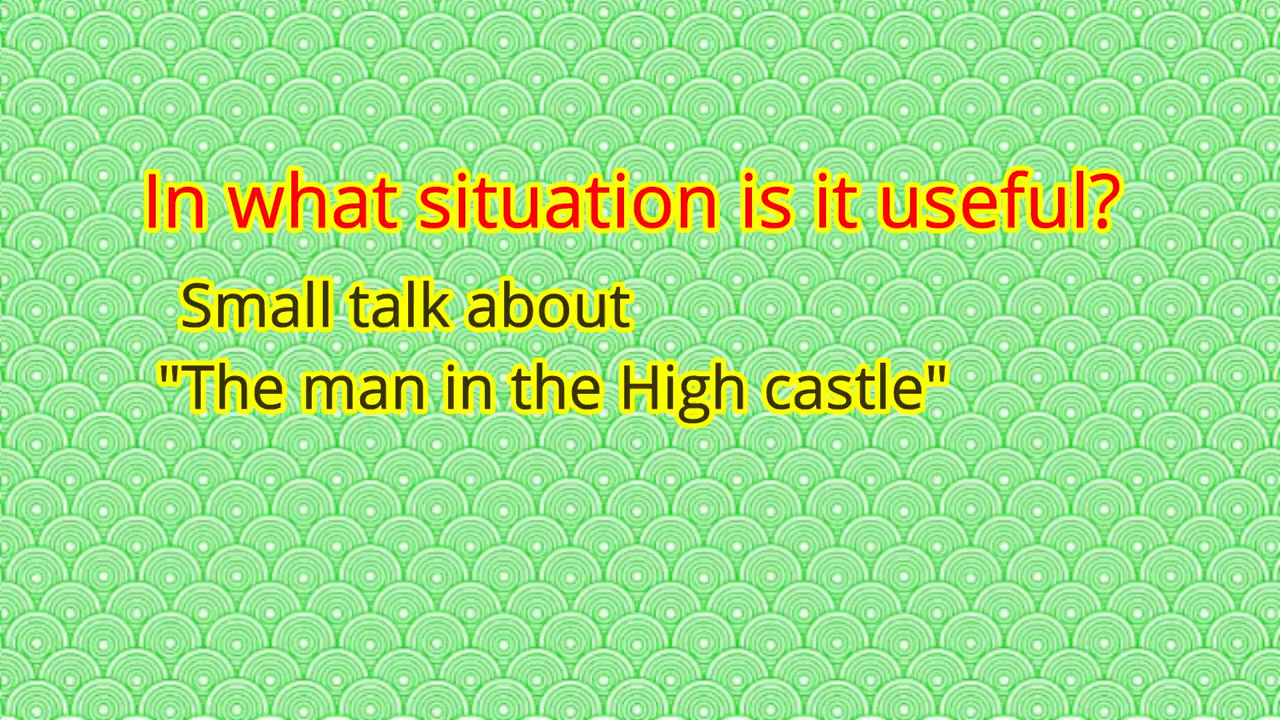 In what situation is it useful?
Small talk about
"The man in the High castle"